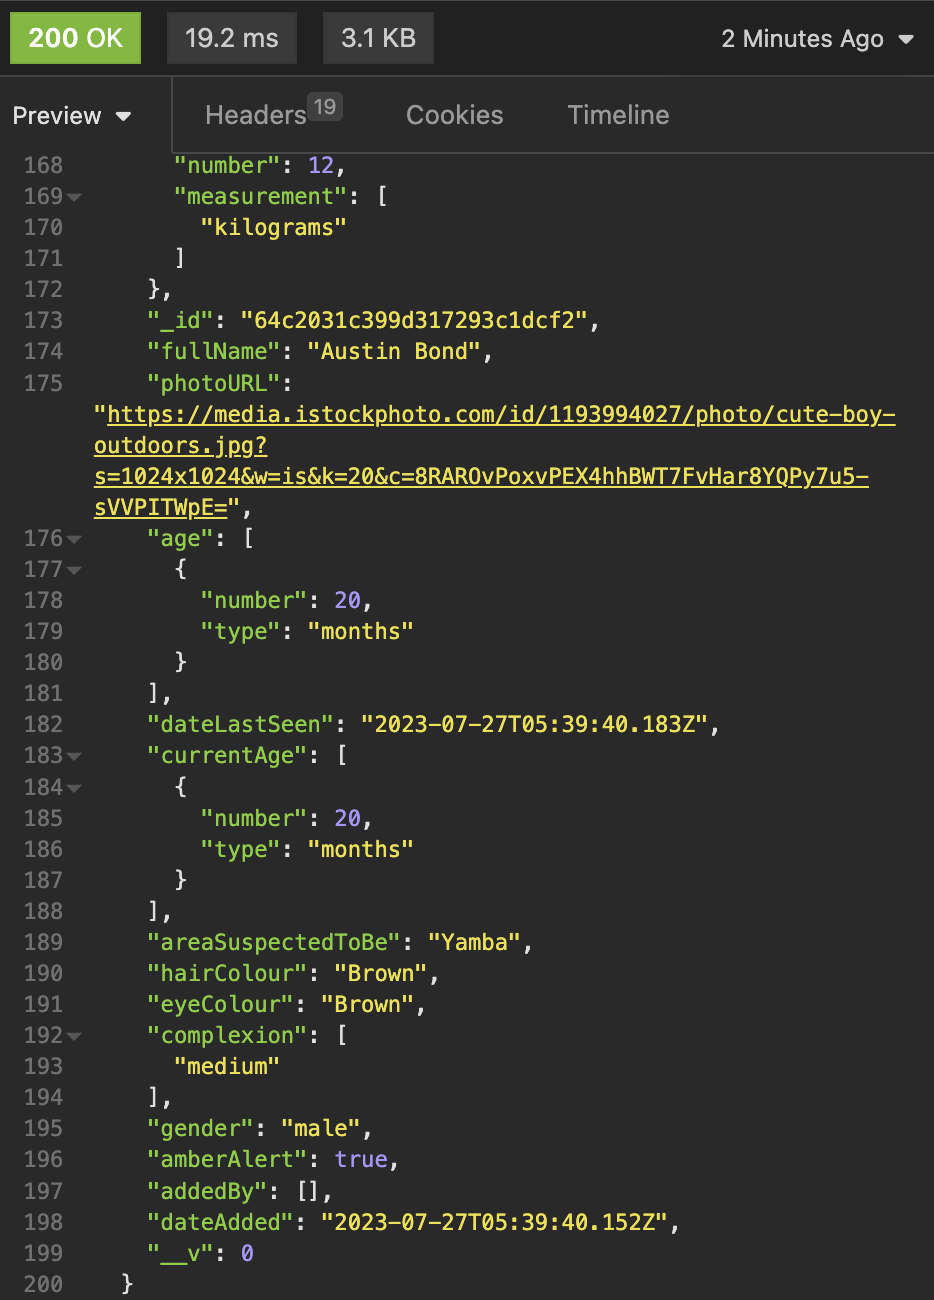 200 OK 19.2 ms 3.1 KB 2 Minutes Ago
Preview Headers 19 Cookies Timeline
168 "number": 12,
169 "measurement": [
170 "kilograms"
171 ]
172 },
173 "_id": "64c2031c399d317293c1dcf2",
174 "fullName": "Austin Bond",
175 "photoURL":
"https://media.istockphoto.com/id/1193994027/photo/cute-boy-
outdoors.jpg?
s=1024x1024&w=is&k=20&c=8RAROvPoxvPEX4hhBWT7FvHar8YQPy7u5-
sVVPITWpE=",
176 "age": [
177 {
178 "number": 20,
179 "type": "months"
180 }
181 ],
182 "dateLastSeen": "2023-07-27T05:39:40.183Z",
183 "currentAge": [
184 {
185 "number": 20,
186 "type": "months"
187 }
188 ],
189 "areaSuspectedToBe": "Yamba",
190 "hairColour": "Brown",
191 "eyeColour": "Brown",
192 "complexion": [
193 "medium"
194 ],
195 "gender": "male",
196 "amberAlert": true,
197 "addedBy": [],
198 "dateAdded": "2023-07-27T05:39:40.152Z",
199 "__v": 0
200 }